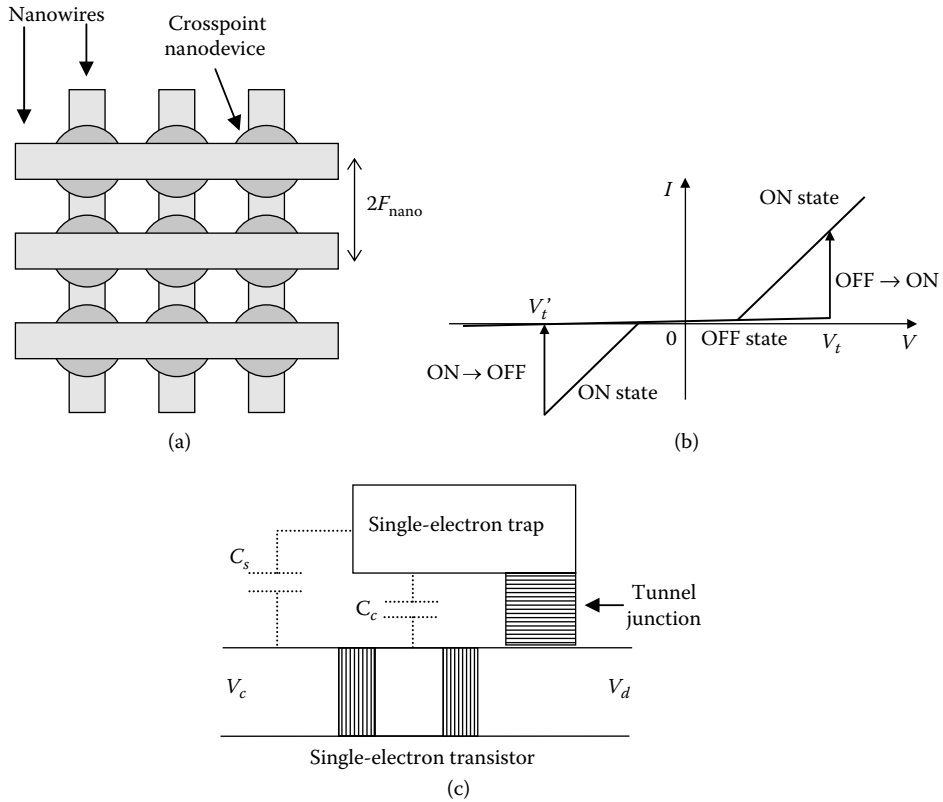 Nanowires
Crosspoint
nanodevice
2F_nano
(a)
I
ON state
OFF → ON
V_t'
0
OFF state
V_t
V
ON → OFF
ON state
(b)
Single-electron trap
C_s
C_c
Tunnel
junction
V_c
V_d
Single-electron transistor
(c)